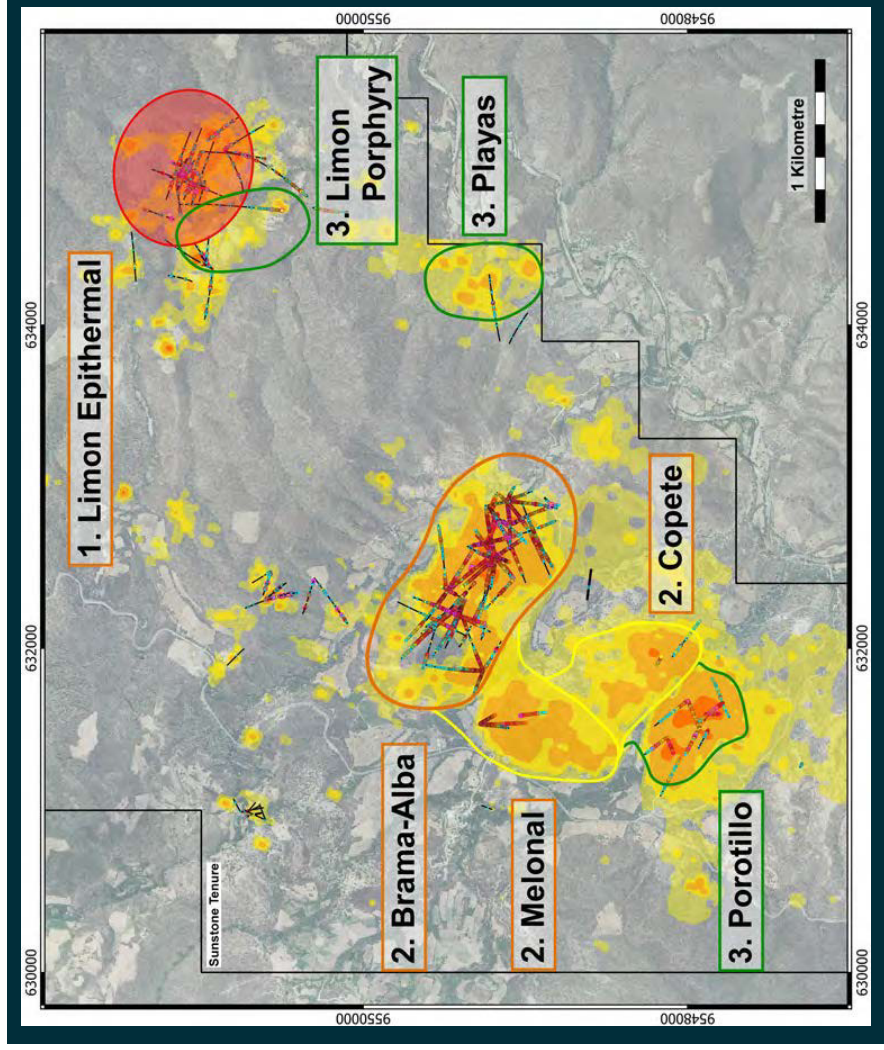 630000
632000
634000
1. Limon Epithermal
Sunstone Tenure
3. Limon
Porphyry
9550000
9550000
2. Brama-Alba
3. Playas
2. Melonal
2. Copete
9548000
9548000
3. Porotillo
1 Kilometre
630000
632000
634000